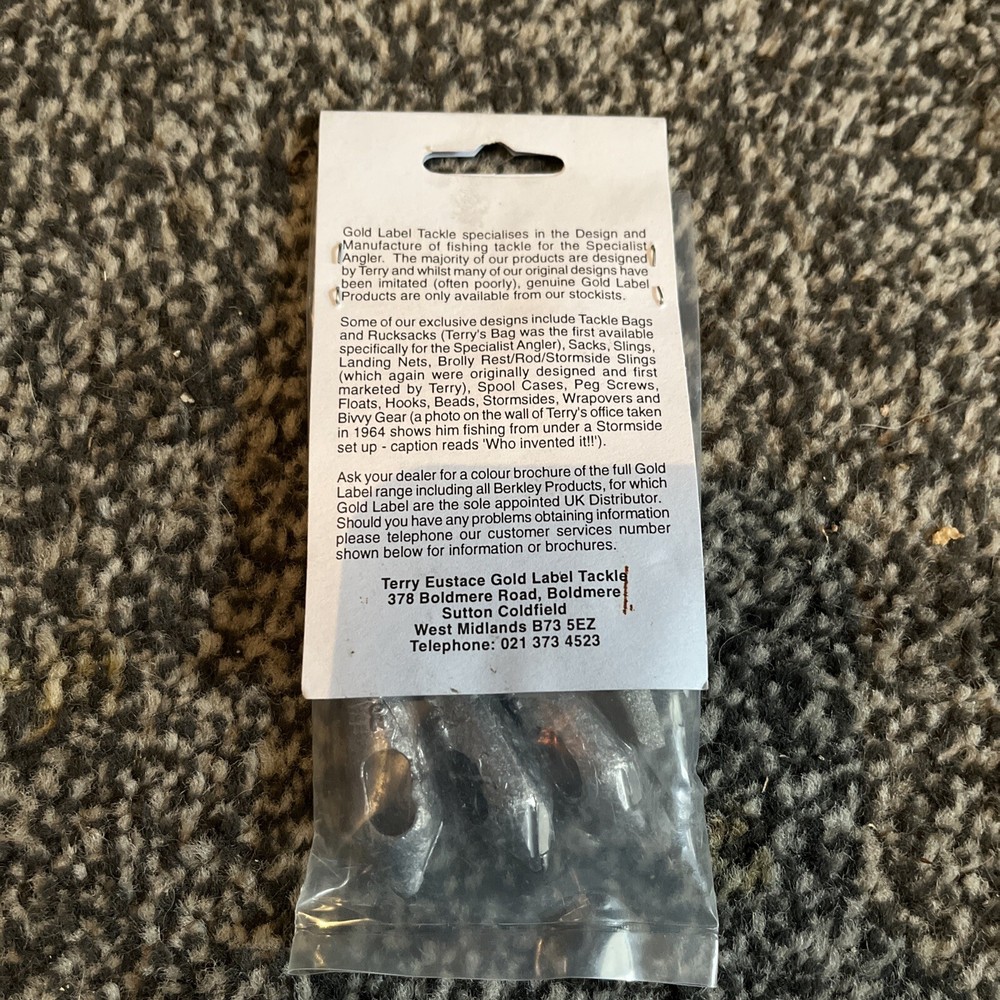 Gold Label Tackle specialises in the Design and
Manufacture of fishing tackle for the Specialist
Angler. The majority of our products are designed
by Terry and whilst many of our original designs have
been imitated (often poorly), genuine Gold Label
Products are only available from our stockists.
Some of our exclusive designs include Tackle Bags
and Rucksacks (Terry's Bag was the first available
specifically for the Specialist Angler), Sacks, Slings,
Landing Nets, Brolly Rest/Rod/Stormside Slings
(which again were originally designed and first
marketed by Terry), Spool Cases, Peg Screws,
Floats, Hooks, Beads, Stormsides, Wrapovers and
Bivvy Gear (a photo on the wall of Terry's office taken
in 1964 shows him fishing from under a Stormside
set up - caption reads 'Who invented it!!').
Ask your dealer for a colour brochure of the full Gold
Label range including all Berkley Products, for which
Gold Label are the sole appointed UK Distributor.
Should you have any problems obtaining information
please telephone our customer services number
shown below for information or brochures.
Terry Eustace Gold Label Tackle
378 Boldmere Road, Boldmere
Sutton Coldfield
West Midlands B73 5EZ
Telephone: 021 373 4523